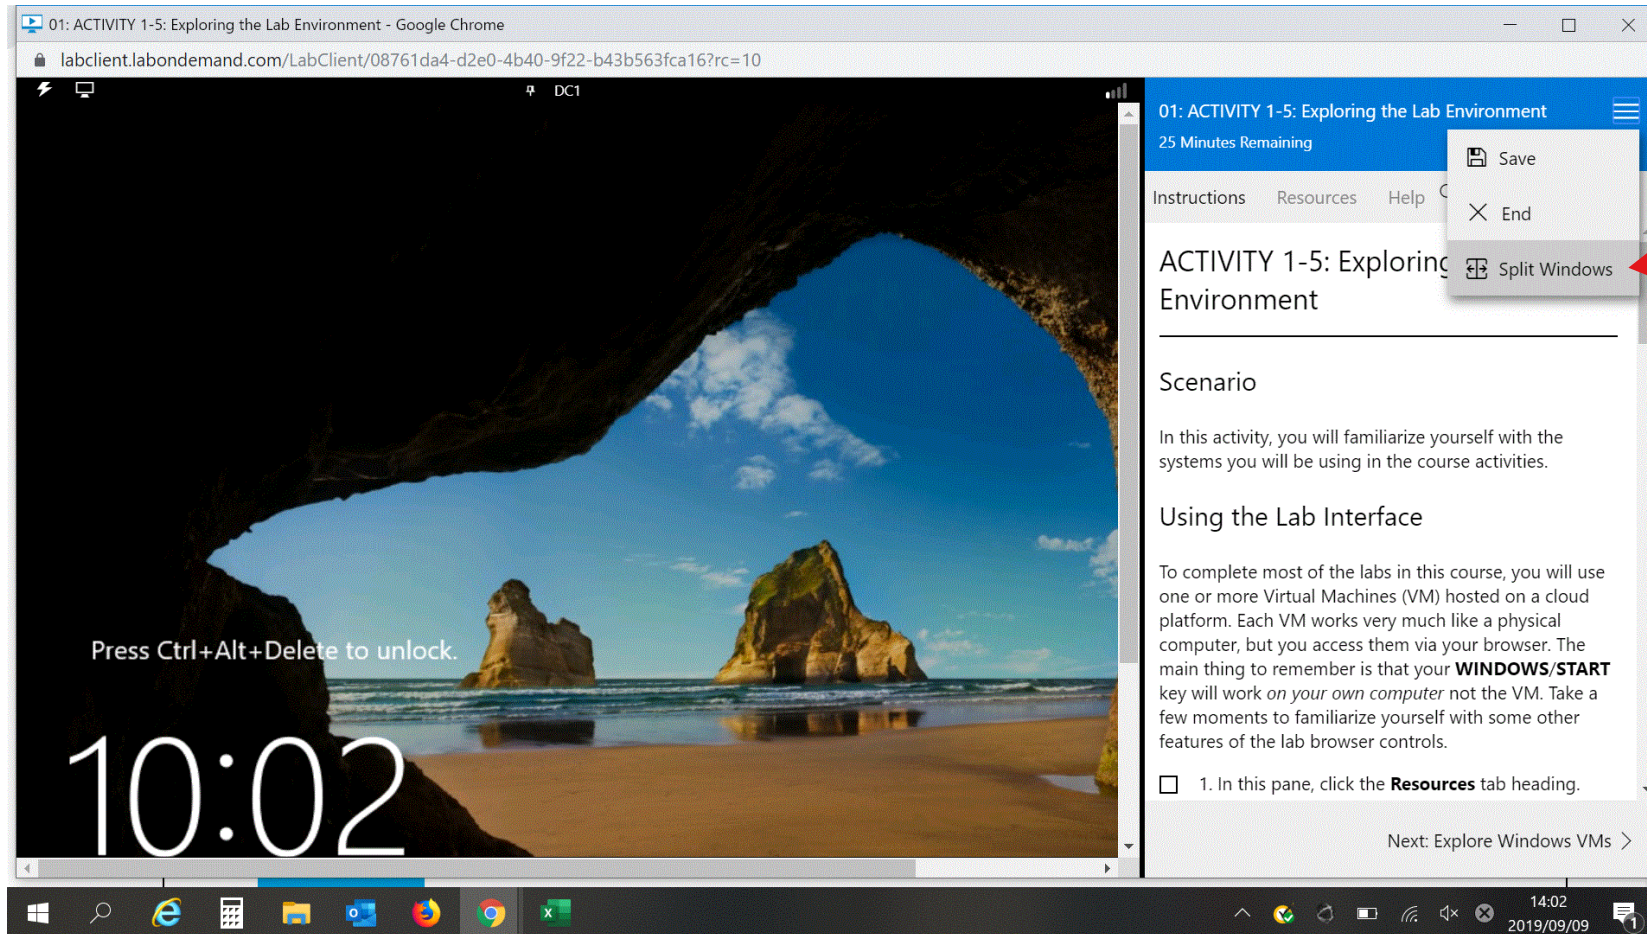 01: ACTIVITY 1-5: Exploring the Lab Environment - Google Chrome
labclient.labondemand.com/LabClient/08761da4-d2e0-4b40-9f22-b43b563fca16?rc=10
DC1
Press Ctrl+Alt+Delete to unlock.
10:02
01: ACTIVITY 1-5: Exploring the Lab Environment
25 Minutes Remaining
Save
End
Split Windows
Instructions Resources Help
ACTIVITY 1-5: Exploring
Environment
Scenario
In this activity, you will familiarize yourself with the
systems you will be using in the course activities.
Using the Lab Interface
To complete most of the labs in this course, you will use
one or more Virtual Machines (VM) hosted on a cloud
platform. Each VM works very much like a physical
computer, but you access them via your browser. The
main thing to remember is that your WINDOWS/START
key will work on your own computer not the VM. Take a
few moments to familiarize yourself with some other
features of the lab browser controls.
1. In this pane, click the Resources tab heading.
Next: Explore Windows VMs
14:02
2019/09/09
1